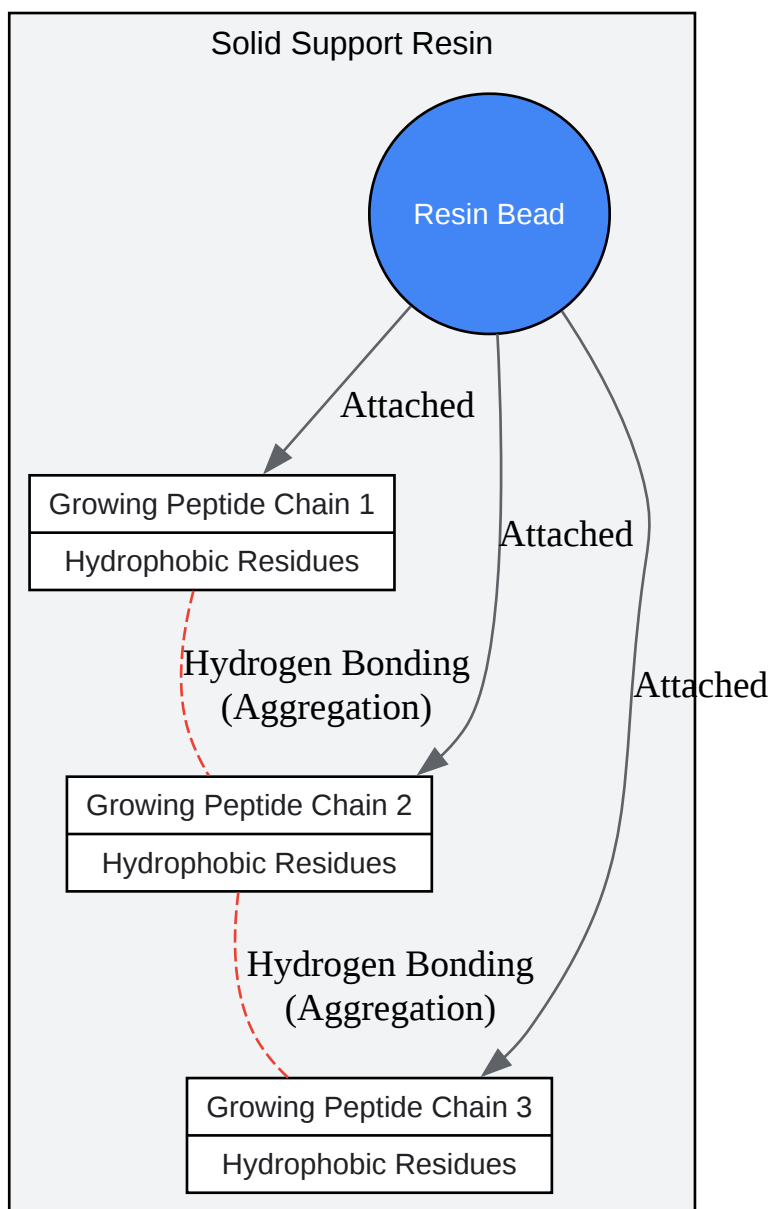 Solid Support Resin
Resin Bead
Attached
Growing Peptide Chain 1
Attached
Hydrophobic Residues
Hydrogen Bonding
(Aggregation)
Attached
Growing Peptide Chain 2
Hydrophobic Residues
Hydrogen Bonding
(Aggregation)
Growing Peptide Chain 3
Hydrophobic Residues